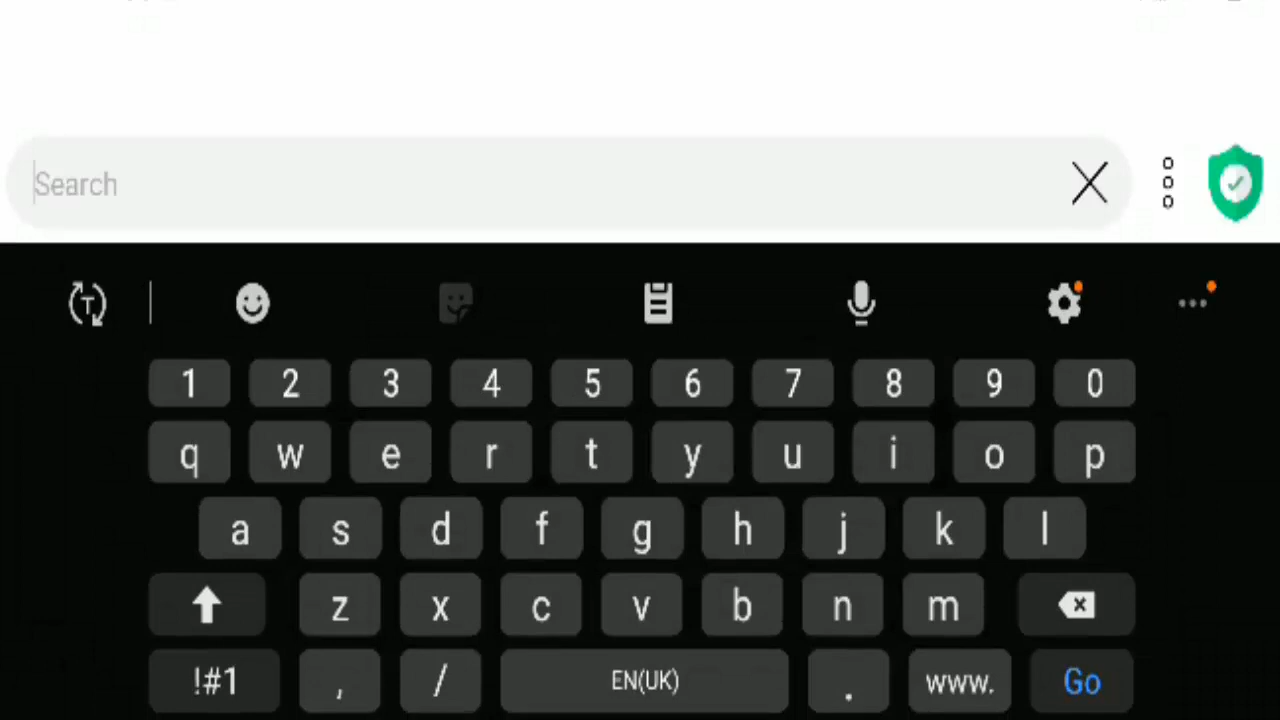 Search
T
1 2 3 4 5 6 7 8 9 0
q w e r t y u i o p
a s d f g h j k l
z x c v b n m
!#1 , / EN(UK) . www. Go